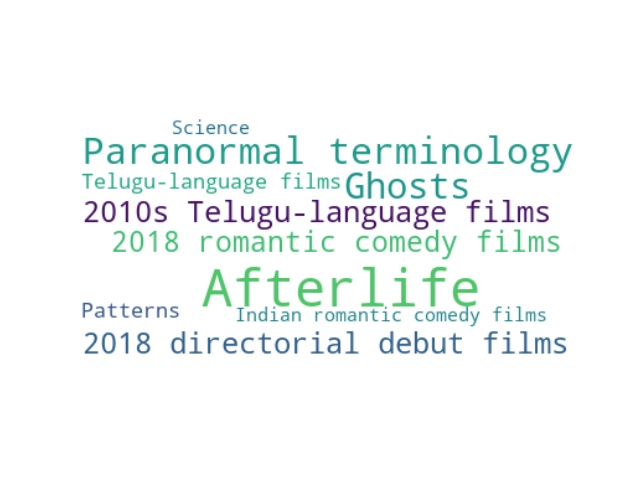 Science
Paranormal terminology
Telugu-language films
Ghosts
2010s Telugu-language films
2018 romantic comedy films
Afterlife
Patterns
Indian romantic comedy films
2018 directorial debut films